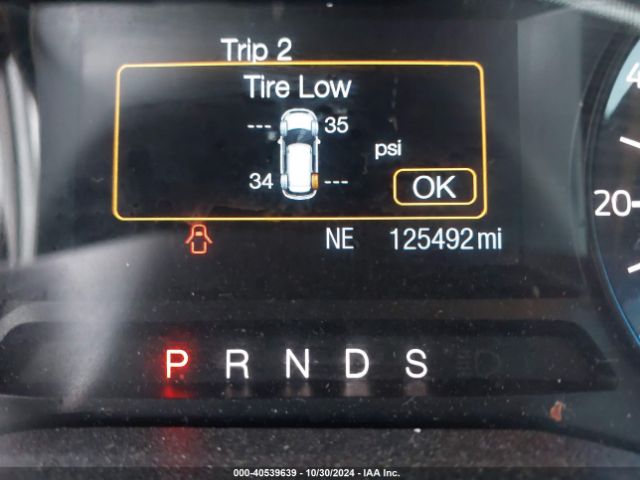 Trip 2
Tire Low
--- 35
psi
34 ---
OK
20
NE 125492 mi
P R N D S
000-40539639 - 10/30/2024 - IAA Inc.